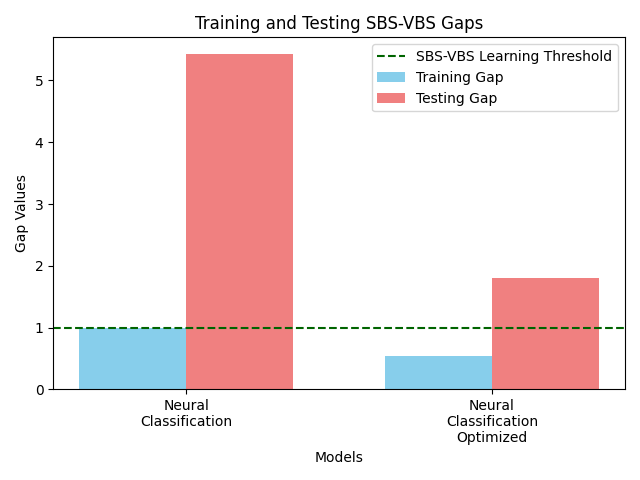 Training and Testing SBS-VBS Gaps
SBS-VBS Learning Threshold
Training Gap
Testing Gap
Gap Values
5
4
3
2
1
0
Neural
Classification
Neural
Classification
Optimized
Models